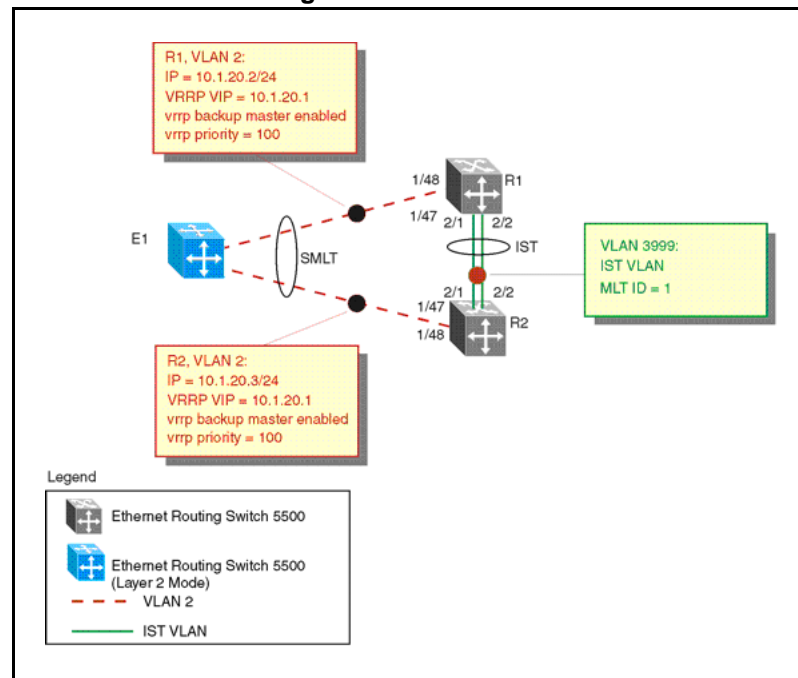 R1, VLAN 2:
IP = 10.1.20.2/24
VRRP VIP = 10.1.20.1
vrrp backup master enabled
vrrp priority = 100
1/48
R1
1/47
2/1
2/2
E1
SMLT
IST
VLAN 3999:
IST VLAN
MLT ID = 1
2/1
2/2
1/47
R2
1/48
R2, VLAN 2:
IP = 10.1.20.3/24
VRRP VIP = 10.1.20.1
vrrp backup master enabled
vrrp priority = 100
Legend
Ethernet Routing Switch 5500
Ethernet Routing Switch 5500
(Layer 2 Mode)
VLAN 2
IST VLAN